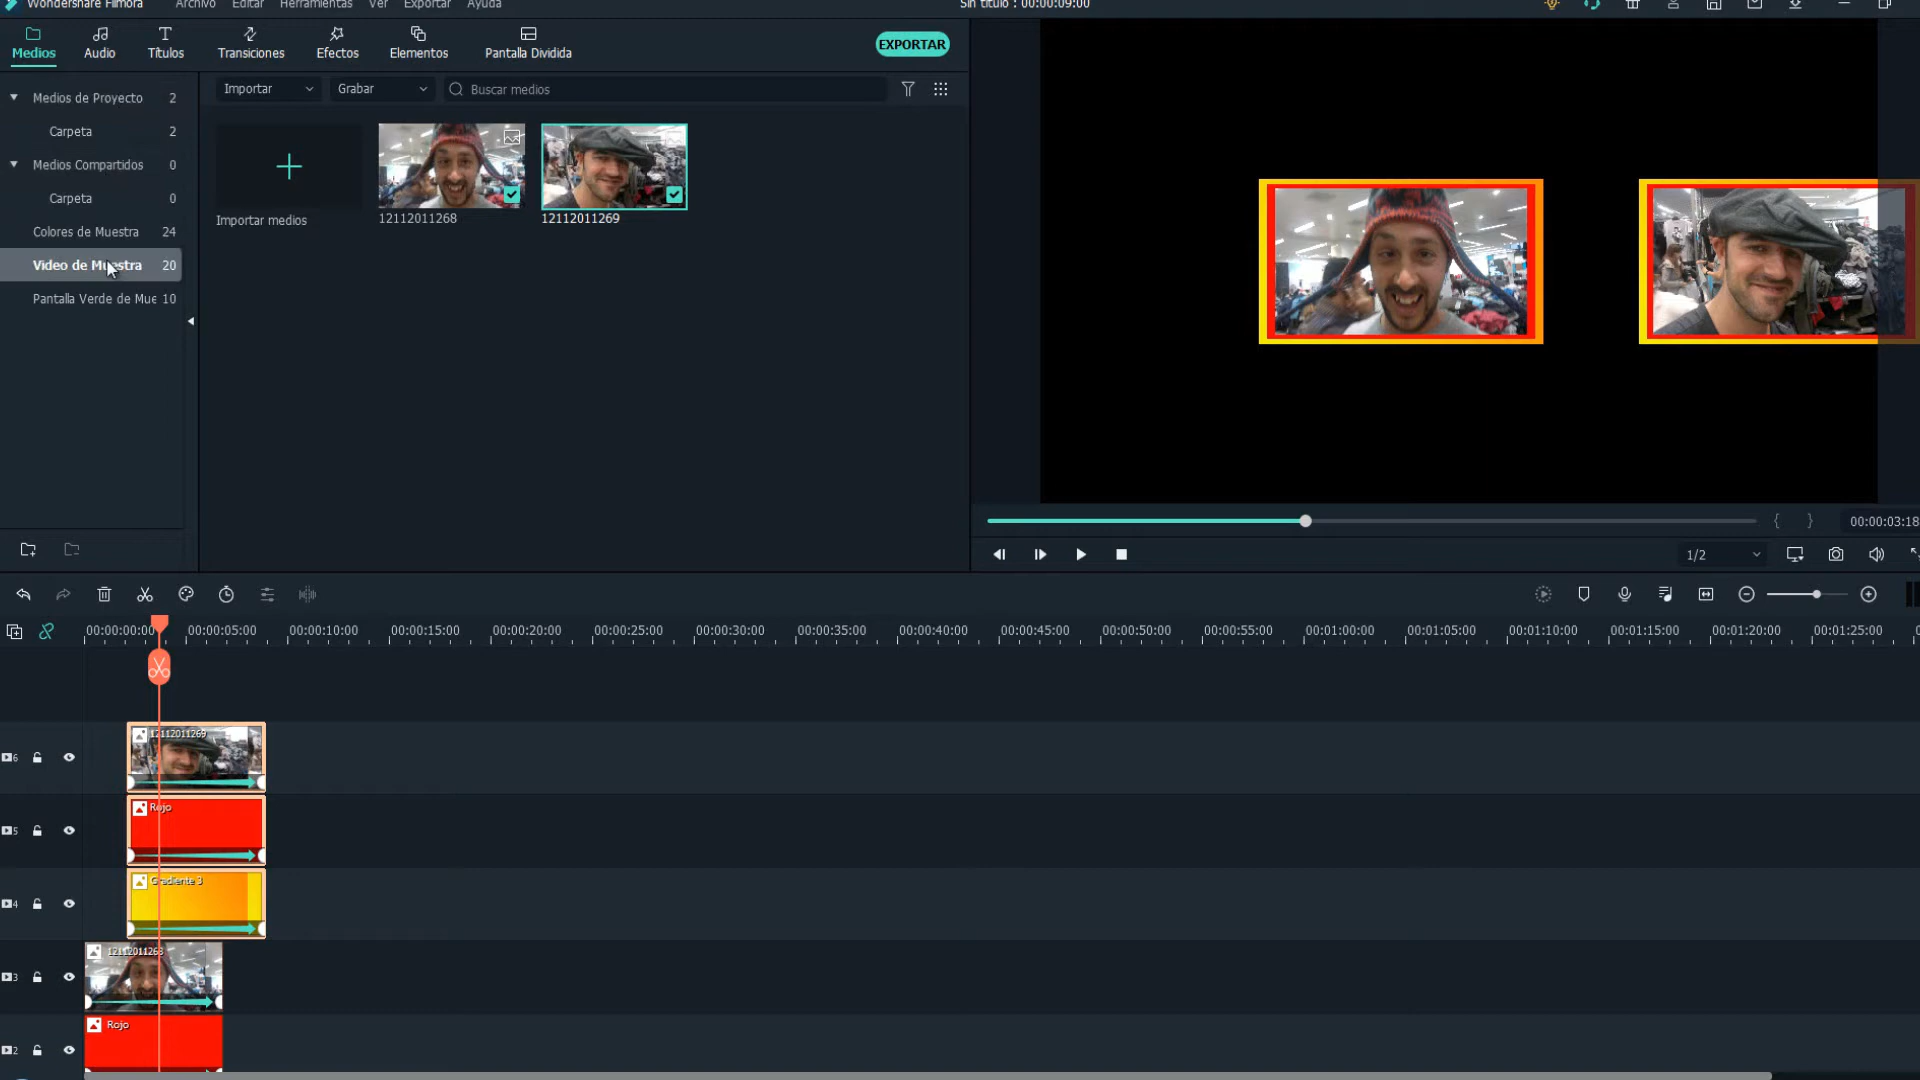 Wondershare Filmora
Archivo Editar Herramientas Ver Exportar Ayuda
Sin título : 00:00:09:00
Medios Audio Títulos Transiciones Efectos Elementos Pantalla Dividida
EXPORTAR
Importar Grabar Buscar medios
Medios de Proyecto 2
Carpeta 2
Medios Compartidos 0
Carpeta 0
Colores de Muestra 24
Video de Muestra 20
Pantalla Verde de Mue 10
Importar medios
12112011268
12112011269
{ } 00:00:03:18
1/2
00:00:00:00 00:00:05:00 00:00:10:00 00:00:15:00 00:00:20:00 00:00:25:00 00:00:30:00 00:00:35:00 00:00:40:00 00:00:45:00 00:00:50:00 00:00:55:00 00:01:00:00 00:01:05:00 00:01:10:00 00:01:15:00 00:01:20:00 00:01:25:00
6 12112011269
5 Rojo
4 Gradiente 3
3 12112011268
2 Rojo